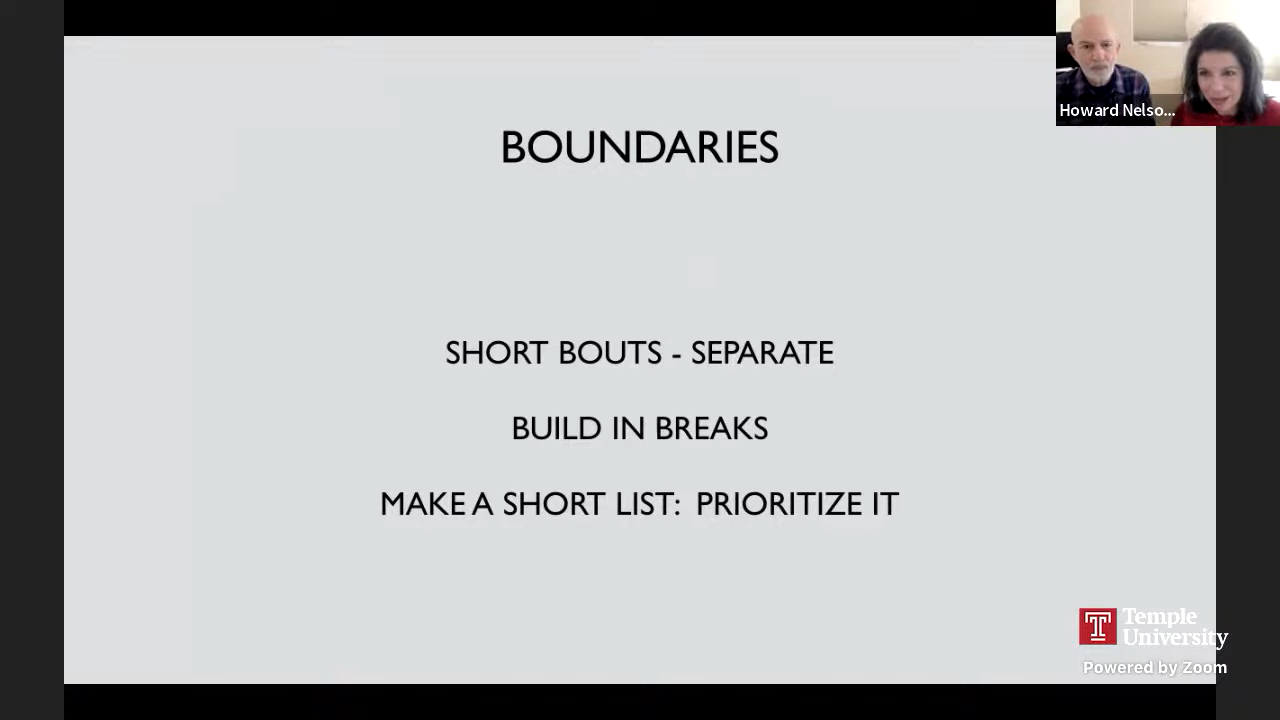 BOUNDARIES
SHORT BOUTS - SEPARATE
BUILD IN BREAKS
MAKE A SHORT LIST: PRIORITIZE IT
Howard Nelso...
T Temple
University
Powered by Zoom